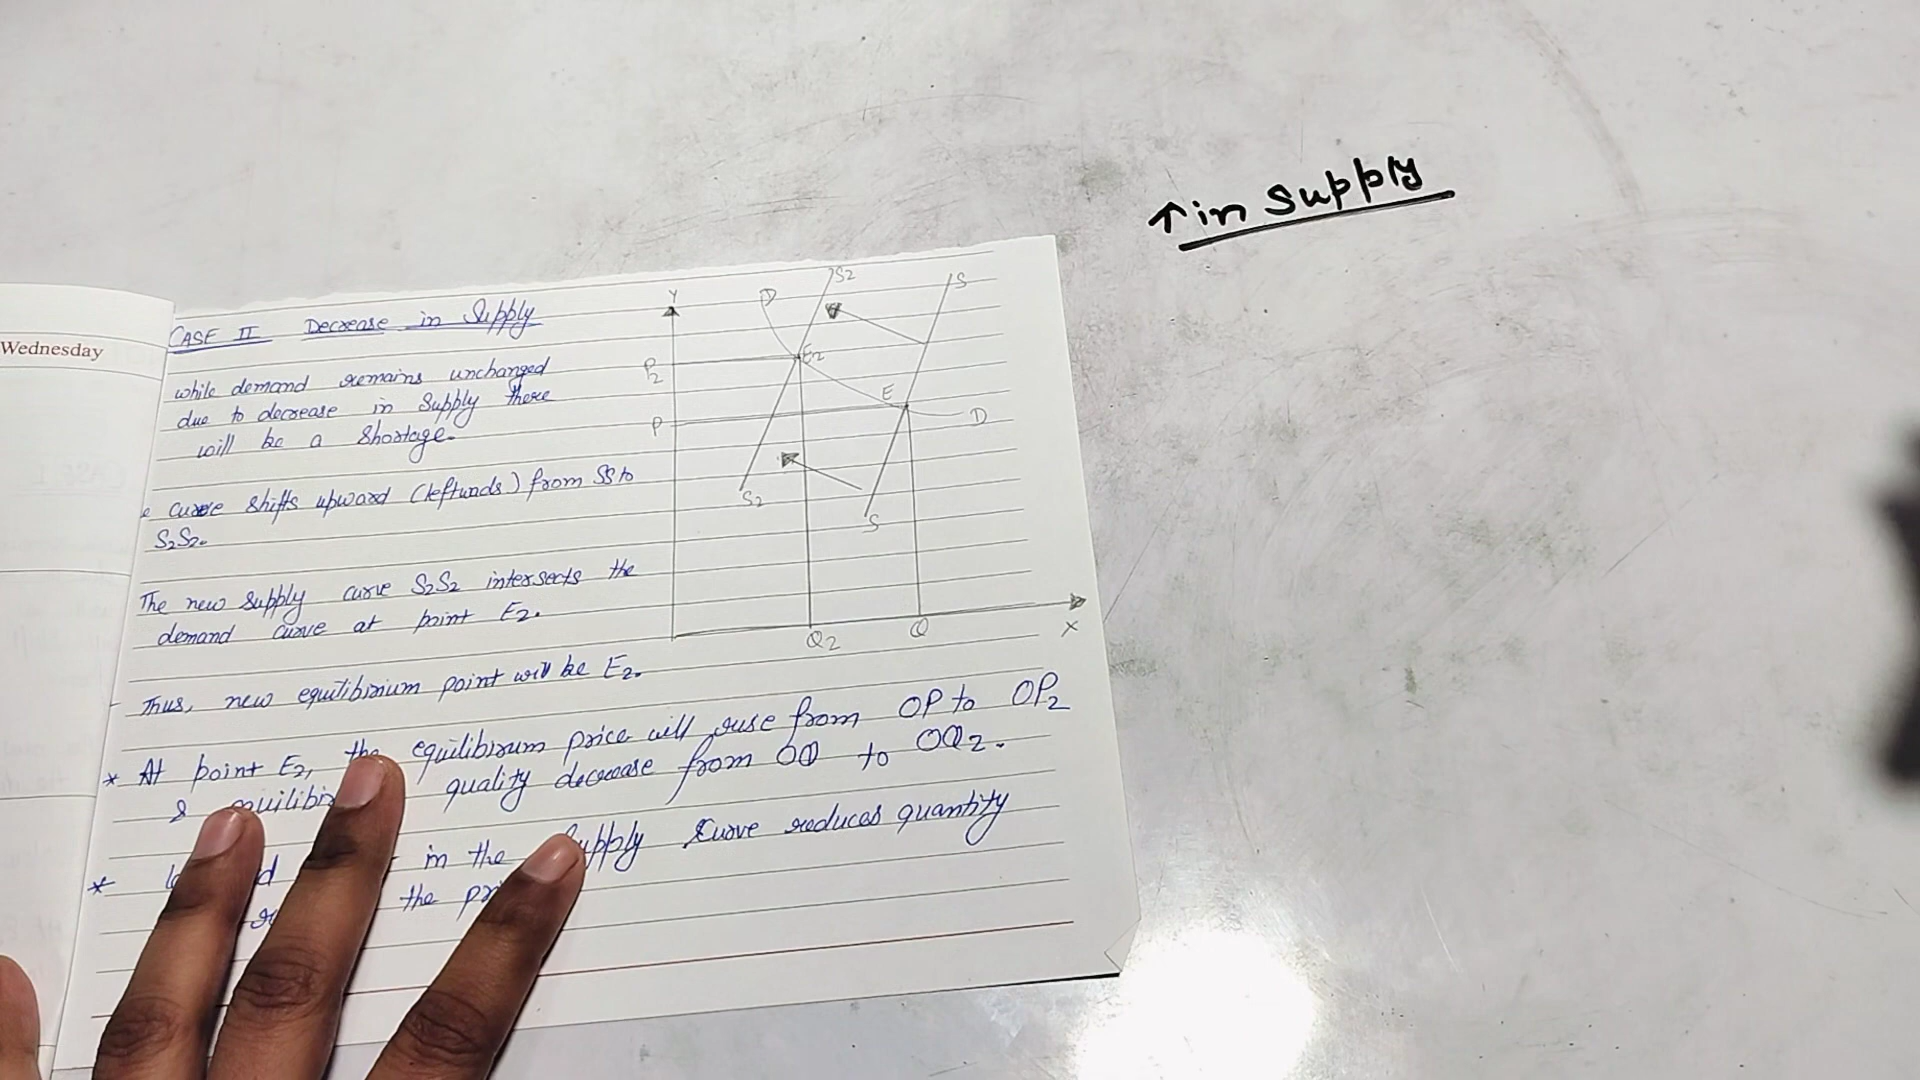 ↑ in Supply
Wednesday
CASE II Decrease in Supply
while demand remains unchanged
due to decrease in Supply there
will be a Shortage.
curve Shifts upward (leftwards) from SS to
S2S2.
The new Supply curve S2S2 intersects the
demand curve at point E2.
Thus, new equilibrium point will be E2.
* At point E2, the equilibrium price will ruse from OP to OP2
& quality decrease from OQ to OQ2.
* in the Supply Curve reduces quantity
the
Y
D
S2
S
P2
E2
E
P
D
S2
S
Q2
Q
X